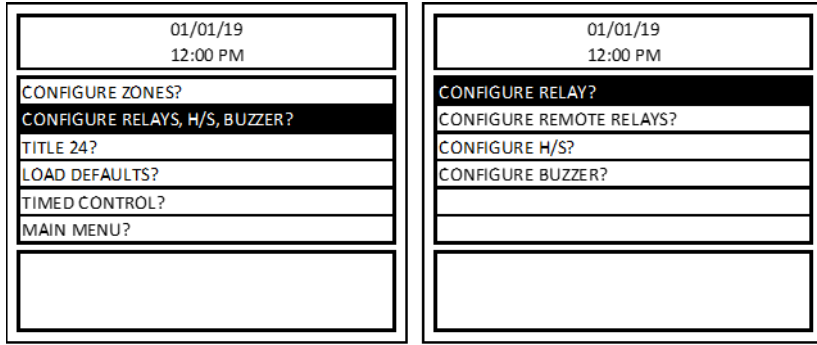 01/01/19
12:00 PM
CONFIGURE ZONES?
CONFIGURE RELAYS, H/S, BUZZER?
TITLE 24?
LOAD DEFAULTS?
TIMED CONTROL?
MAIN MENU?
01/01/19
12:00 PM
CONFIGURE RELAY?
CONFIGURE REMOTE RELAYS?
CONFIGURE H/S?
CONFIGURE BUZZER?